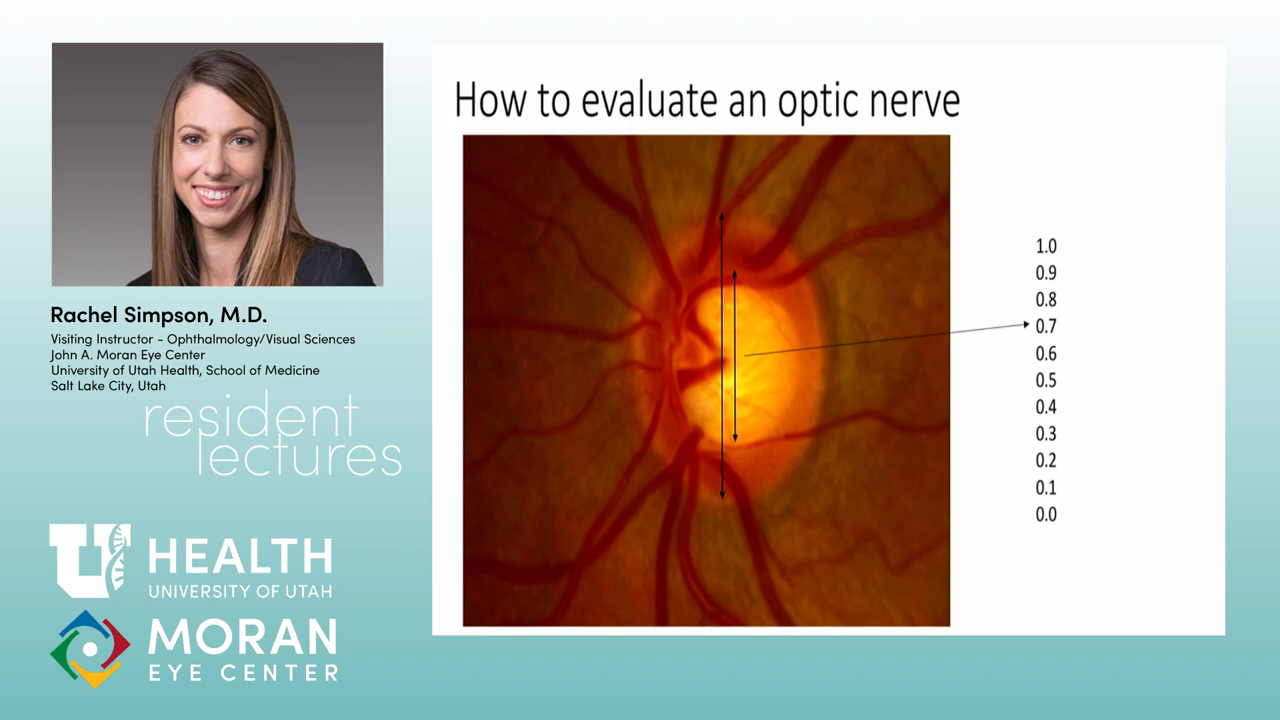 Rachel Simpson, M.D.
Visiting Instructor - Ophthalmology/Visual Sciences
John A. Moran Eye Center
University of Utah Health, School of Medicine
Salt Lake City, Utah
resident
lectures
U HEALTH
UNIVERSITY OF UTAH
MORAN
EYE CENTER
How to evaluate an optic nerve
1.0
0.9
0.8
0.7
0.6
0.5
0.4
0.3
0.2
0.1
0.0